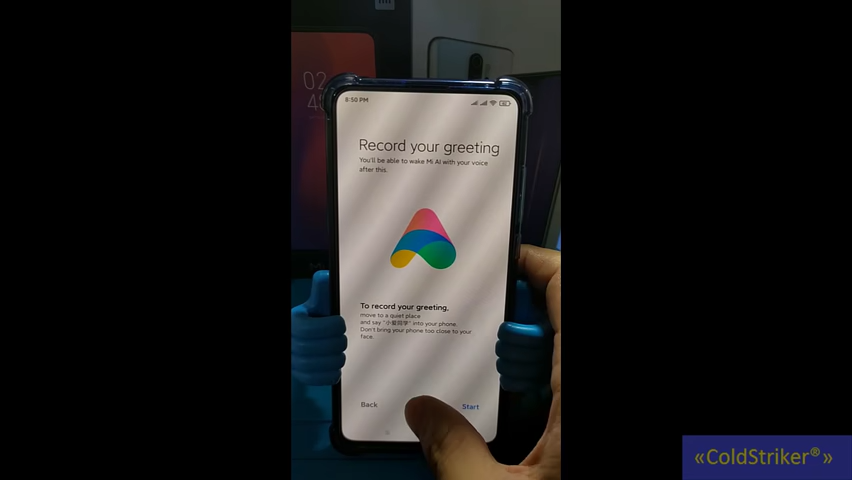 02
8:50 PM
Record your greeting
You'll be able to wake Mi AI with your voice
after this.
To record your greeting,
move to a quiet place
and say "小爱同学" into your phone.
Don't bring your phone too close to your
face.
Back
Start
«ColdStriker®»